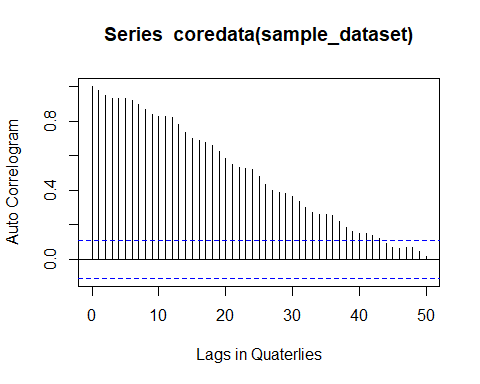 Series coredata(sample_dataset)
Auto Correlogram
0.8
0.4
0.0
0 10 20 30 40 50
Lags in Quaterlies